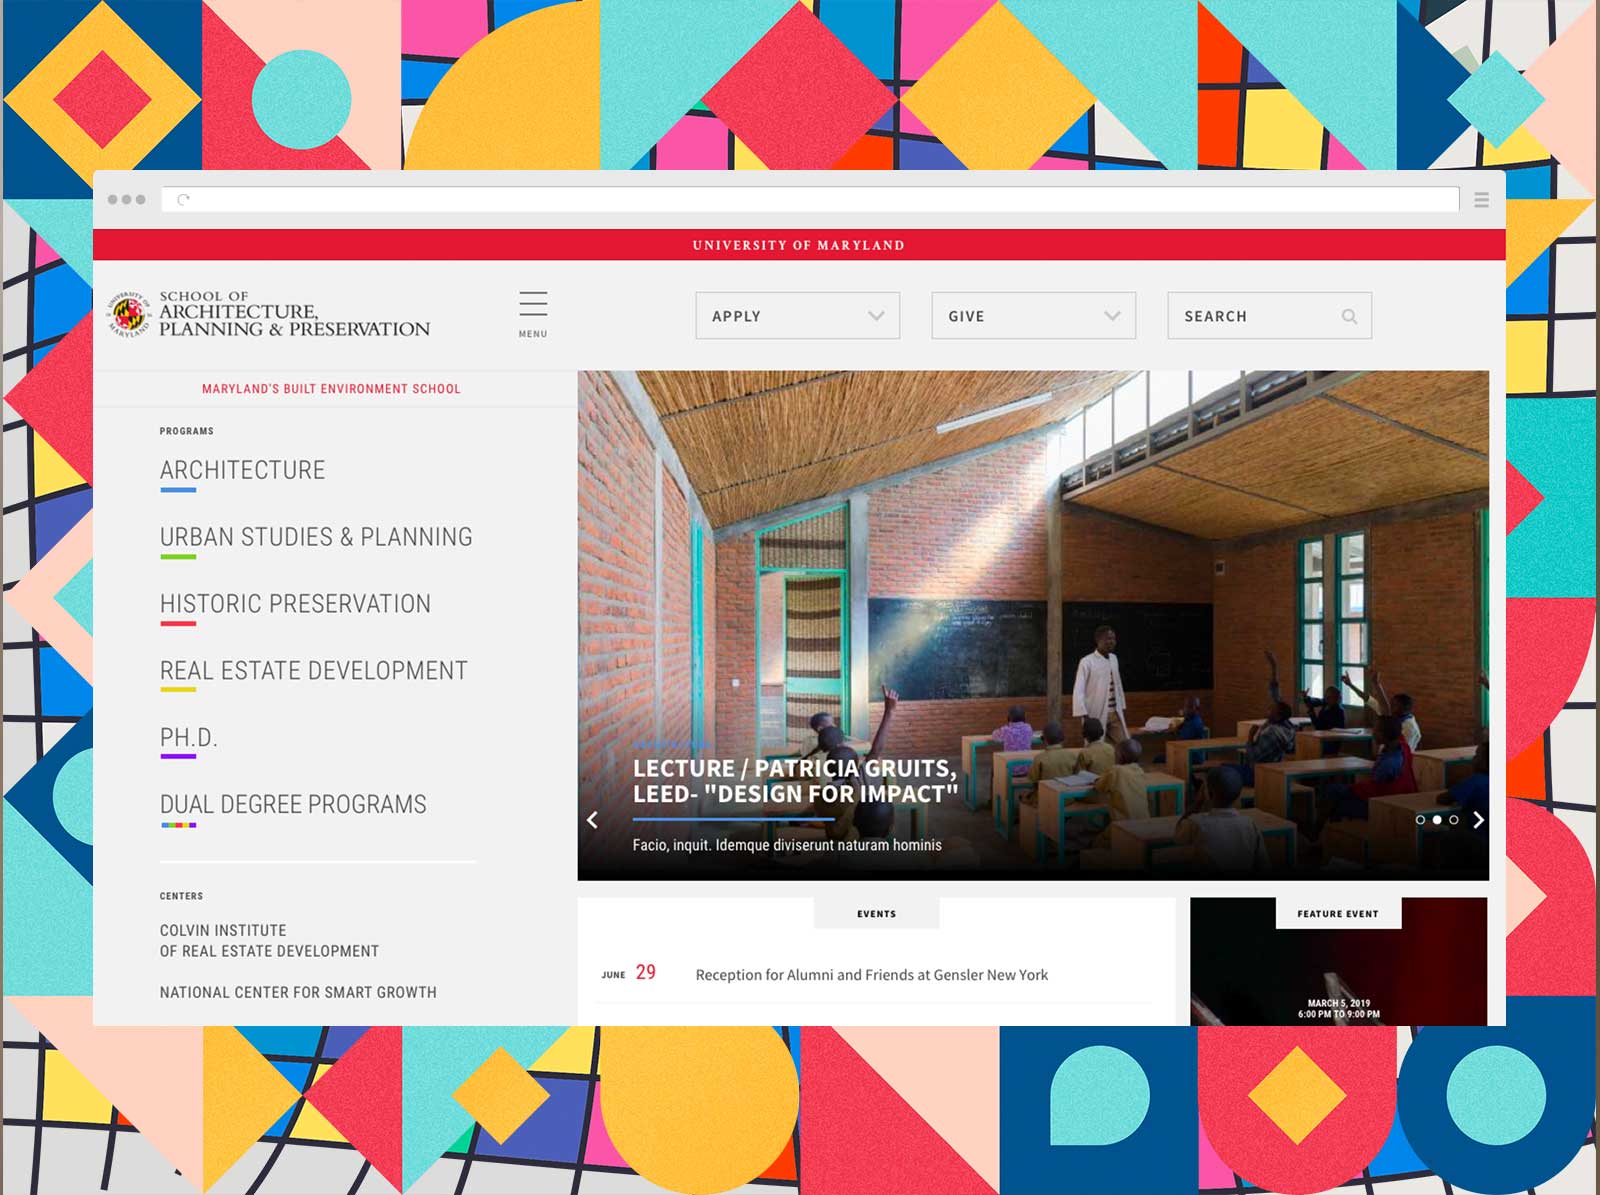 UNIVERSITY OF MARYLAND
UNIVERSITY OF
MARYLAND
SCHOOL OF
ARCHITECTURE,
PLANNING & PRESERVATION
MENU
APPLY
GIVE
SEARCH
MARYLAND'S BUILT ENVIRONMENT SCHOOL
PROGRAMS
ARCHITECTURE
URBAN STUDIES & PLANNING
HISTORIC PRESERVATION
REAL ESTATE DEVELOPMENT
PH.D.
DUAL DEGREE PROGRAMS
CENTERS
COLVIN INSTITUTE
OF REAL ESTATE DEVELOPMENT
NATIONAL CENTER FOR SMART GROWTH
LECTURE / PATRICIA GRUITS,
LEED- "DESIGN FOR IMPACT"
Facio, inquit. Idemque diviserunt naturam hominis
EVENTS
JUNE 29
Reception for Alumni and Friends at Gensler New York
FEATURE EVENT
MARCH 5, 2019
6:00 PM TO 9:00 PM